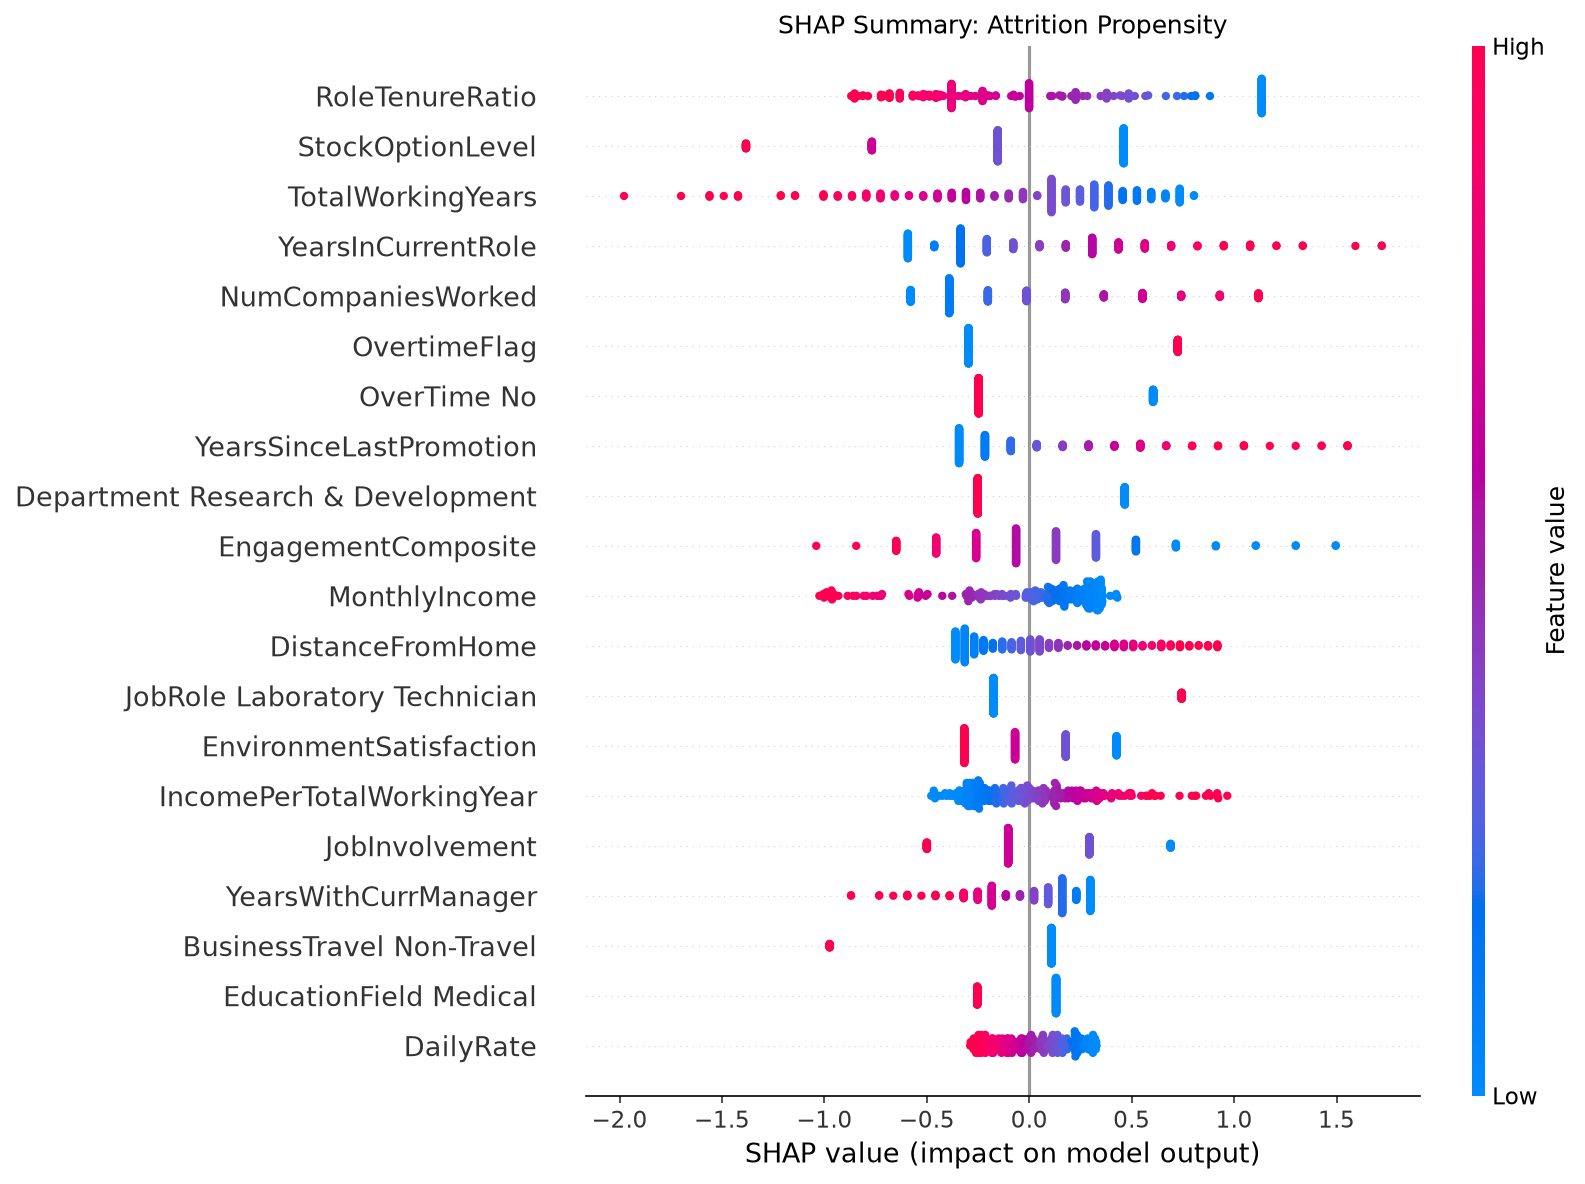 SHAP Summary: Attrition Propensity
High
RoleTenureRatio
StockOptionLevel
TotalWorkingYears
YearsInCurrentRole
NumCompaniesWorked
OvertimeFlag
OverTime No
YearsSinceLastPromotion
Department Research & Development
EngagementComposite
MonthlyIncome
DistanceFromHome
JobRole Laboratory Technician
EnvironmentSatisfaction
IncomePerTotalWorkingYear
JobInvolvement
YearsWithCurrManager
BusinessTravel Non-Travel
EducationField Medical
DailyRate
Feature value
Low
−2.0 −1.5 −1.0 −0.5 0.0 0.5 1.0 1.5
SHAP value (impact on model output)